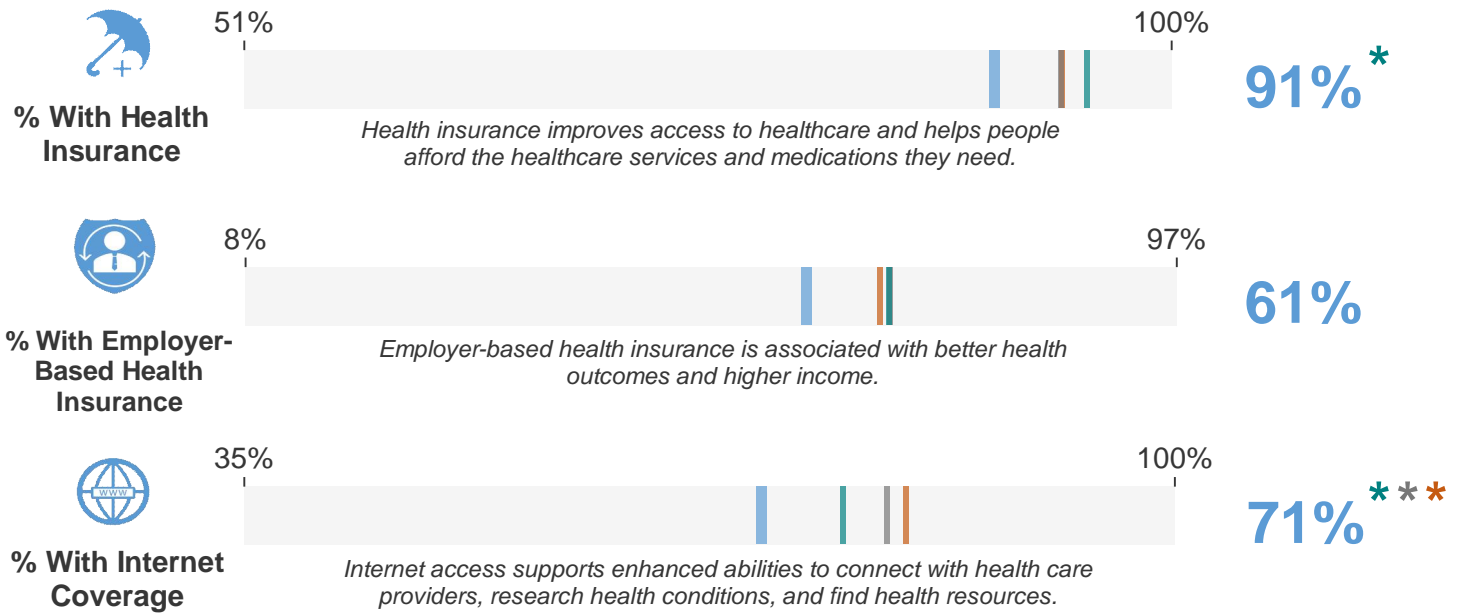 51%
100%
% With Health
Insurance
91% *
Health insurance improves access to healthcare and helps people
afford the healthcare services and medications they need.
8%
97%
% With Employer-
Based Health
Insurance
61%
Employer-based health insurance is associated with better health
outcomes and higher income.
35%
100%
WWW
% With Internet
Coverage
71% * * *
Internet access supports enhanced abilities to connect with health care
providers, research health conditions, and find health resources.